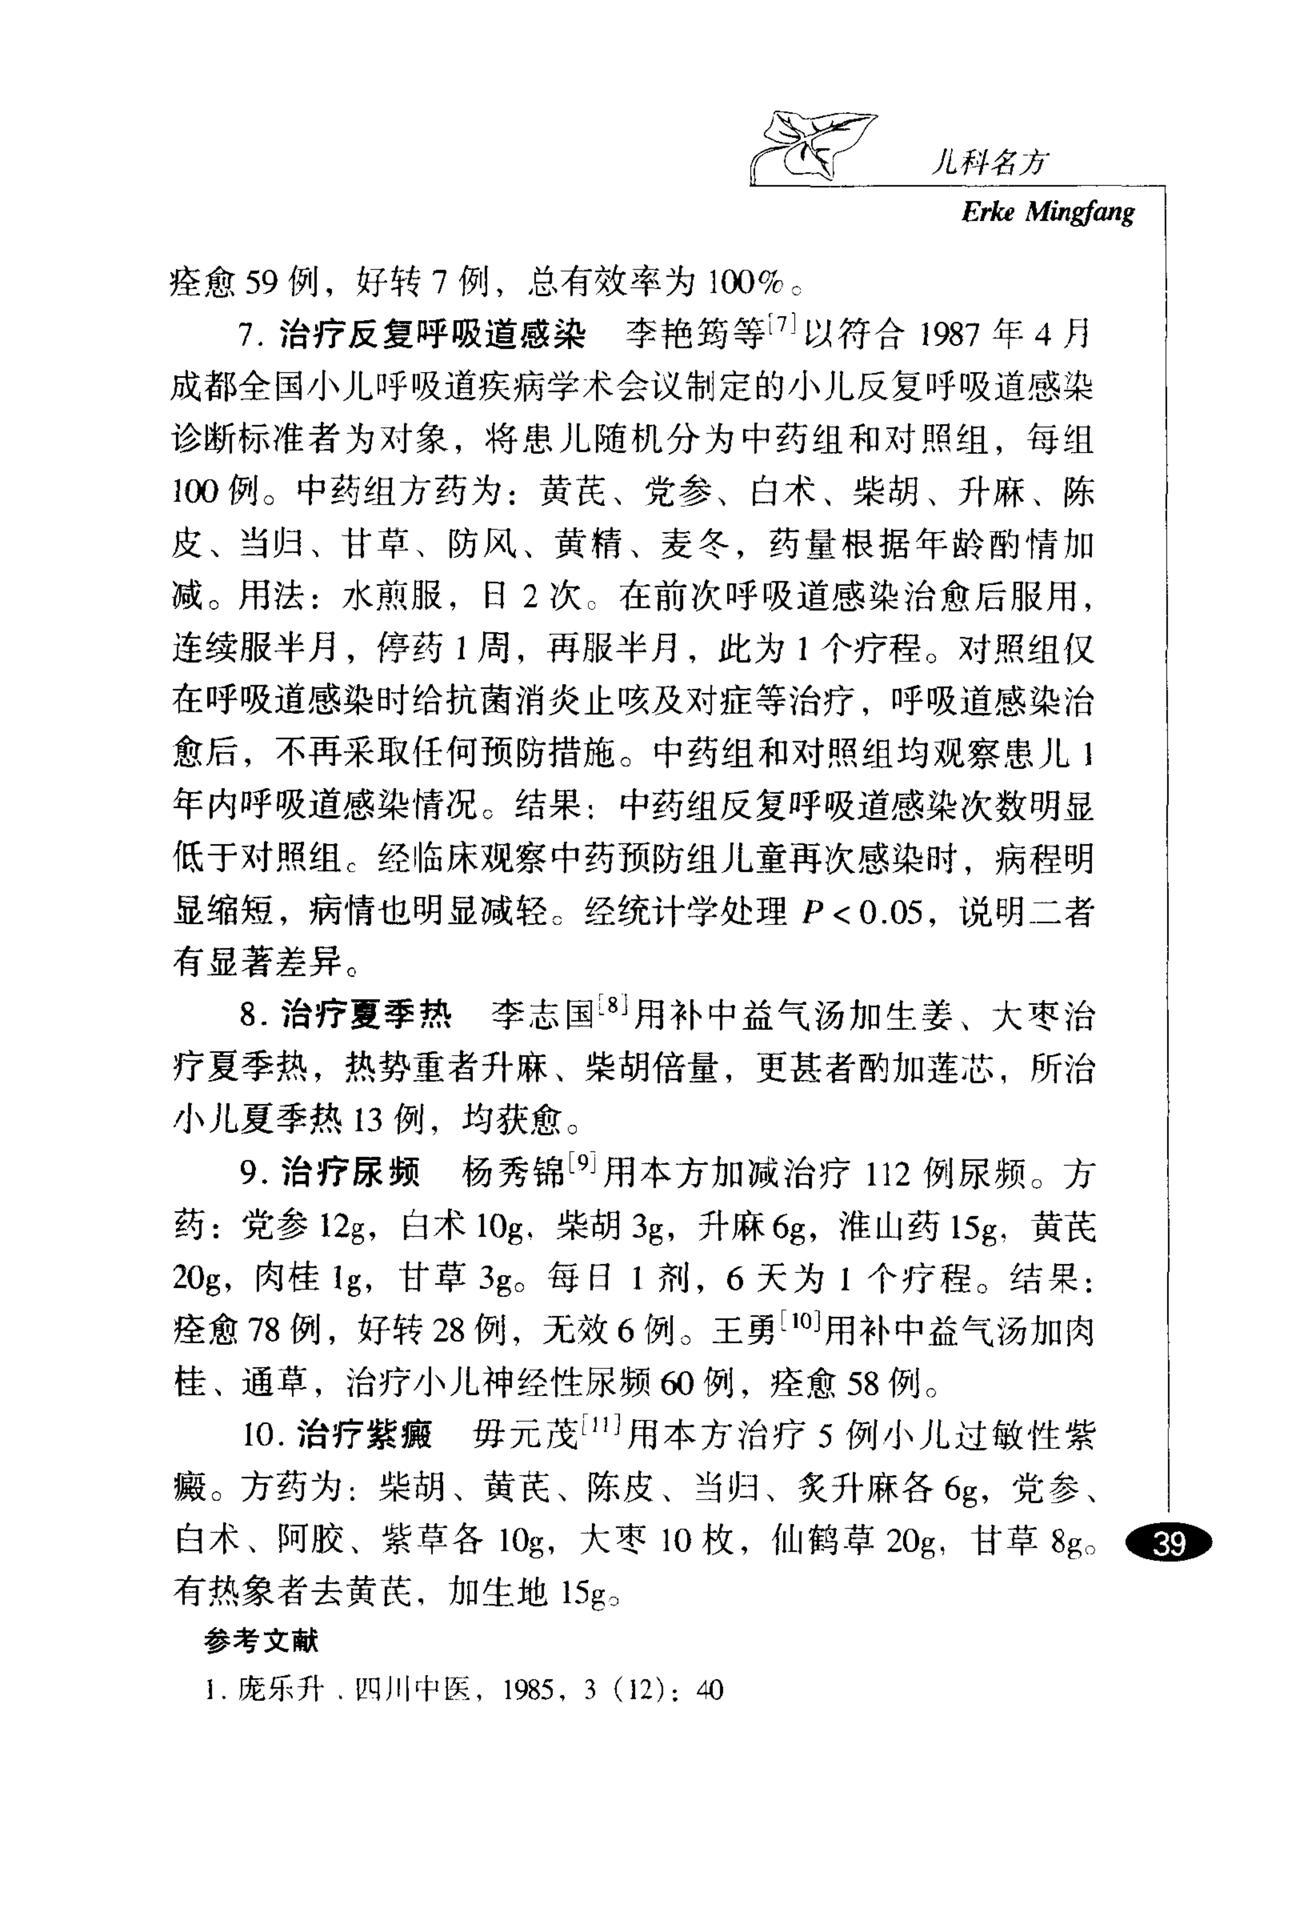 儿科名方
Erke Mingfang
痊愈 59 例，好转 7 例，总有效率为 100%。
7. 治疗反复呼吸道感染 李艳筠等[7]以符合 1987 年 4 月
成都全国小儿呼吸道疾病学术会议制定的小儿反复呼吸道感染
诊断标准者为对象，将患儿随机分为中药组和对照组，每组
100 例。中药组方药为：黄芪、党参、白术、柴胡、升麻、陈
皮、当归、甘草、防风、黄精、麦冬，药量根据年龄酌情加
减。用法：水煎服，日 2 次。在前次呼吸道感染治愈后服用，
连续服半月，停药 1 周，再服半月，此为 1 个疗程。对照组仅
在呼吸道感染时给抗菌消炎止咳及对症等治疗，呼吸道感染治
愈后，不再采取任何预防措施。中药组和对照组均观察患儿 1
年内呼吸道感染情况。结果：中药组反复呼吸道感染次数明显
低于对照组。经临床观察中药预防组儿童再次感染时，病程明
显缩短，病情也明显减轻。经统计学处理 P < 0.05，说明二者
有显著差异。
8. 治疗夏季热 李志国[8]用补中益气汤加生姜、大枣治
疗夏季热，热势重者升麻、柴胡倍量，更甚者酌加莲芯，所治
小儿夏季热 13 例，均获愈。
9. 治疗尿频 杨秀锦[9]用本方加减治疗 112 例尿频。方
药：党参 12g，白术 10g，柴胡 3g，升麻 6g，淮山药 15g，黄芪
20g，肉桂 1g，甘草 3g。每日 1 剂，6 天为 1 个疗程。结果：
痊愈 78 例，好转 28 例，无效 6 例。王勇[10]用补中益气汤加肉
桂、通草，治疗小儿神经性尿频 60 例，痊愈 58 例。
10. 治疗紫癜 毋元茂[11]用本方治疗 5 例小儿过敏性紫
癜。方药为：柴胡、黄芪、陈皮、当归、炙升麻各 6g，党参、
白术、阿胶、紫草各 10g，大枣 10 枚，仙鹤草 20g，甘草 8g。
有热象者去黄芪，加生地 15g。
39
参考文献
1. 庞乐升．四川中医，1985，3（12）：40